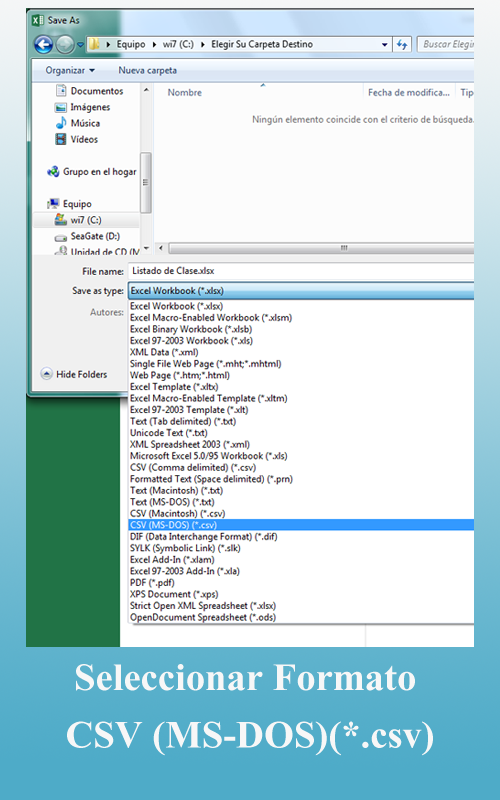 Save As
Equipo wi7 (C:) Elegir Su Carpeta Destino Buscar Elegir
Organizar Nueva carpeta
Documentos
Imágenes
Música
Vídeos
Grupo en el hogar
Equipo
wi7 (C:)
SeaGate (D:)
Unidad de CD (M
Nombre Fecha de modifica... Tip
Ningún elemento coincide con el criterio de búsqueda.
File name: Listado de Clase.xlsx
Save as type: Excel Workbook (*.xlsx)
Autores:
Hide Folders
Excel Workbook (*.xlsx)
Excel Macro-Enabled Workbook (*.xlsm)
Excel Binary Workbook (*.xlsb)
Excel 97-2003 Workbook (*.xls)
XML Data (*.xml)
Single File Web Page (*.mht;*.mhtml)
Web Page (*.htm;*.html)
Excel Template (*.xltx)
Excel Macro-Enabled Template (*.xltm)
Excel 97-2003 Template (*.xlt)
Text (Tab delimited) (*.txt)
Unicode Text (*.txt)
XML Spreadsheet 2003 (*.xml)
Microsoft Excel 5.0/95 Workbook (*.xls)
CSV (Comma delimited) (*.csv)
Formatted Text (Space delimited) (*.prn)
Text (Macintosh) (*.txt)
Text (MS-DOS) (*.txt)
CSV (Macintosh) (*.csv)
CSV (MS-DOS) (*.csv)
DIF (Data Interchange Format) (*.dif)
SYLK (Symbolic Link) (*.slk)
Excel Add-In (*.xlam)
Excel 97-2003 Add-In (*.xla)
PDF (*.pdf)
XPS Document (*.xps)
Strict Open XML Spreadsheet (*.xlsx)
OpenDocument Spreadsheet (*.ods)
Seleccionar Formato
CSV (MS-DOS)(*.csv)